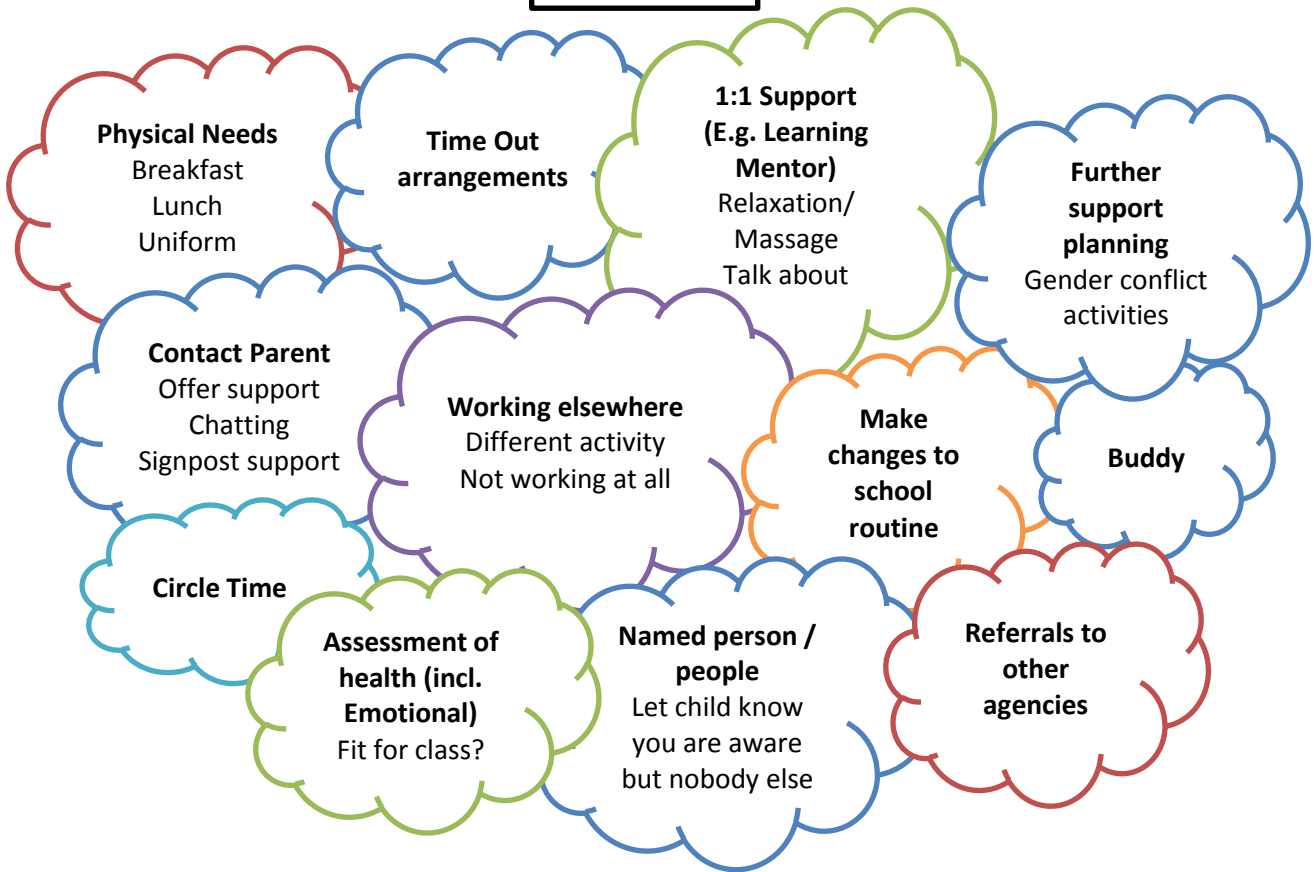 Physical Needs
Breakfast
Lunch
Uniform
Time Out
arrangements
1:1 Support
(E.g. Learning
Mentor)
Relaxation/
Massage
Talk about
Further
support
planning
Gender conflict
activities
Contact Parent
Offer support
Chatting
Signpost support
Working elsewhere
Different activity
Not working at all
Make
changes to
school
routine
Buddy
Circle Time
Assessment of
health (incl.
Emotional)
Fit for class?
Named person /
people
Let child know
you are aware
but nobody else
Referrals to
other
agencies